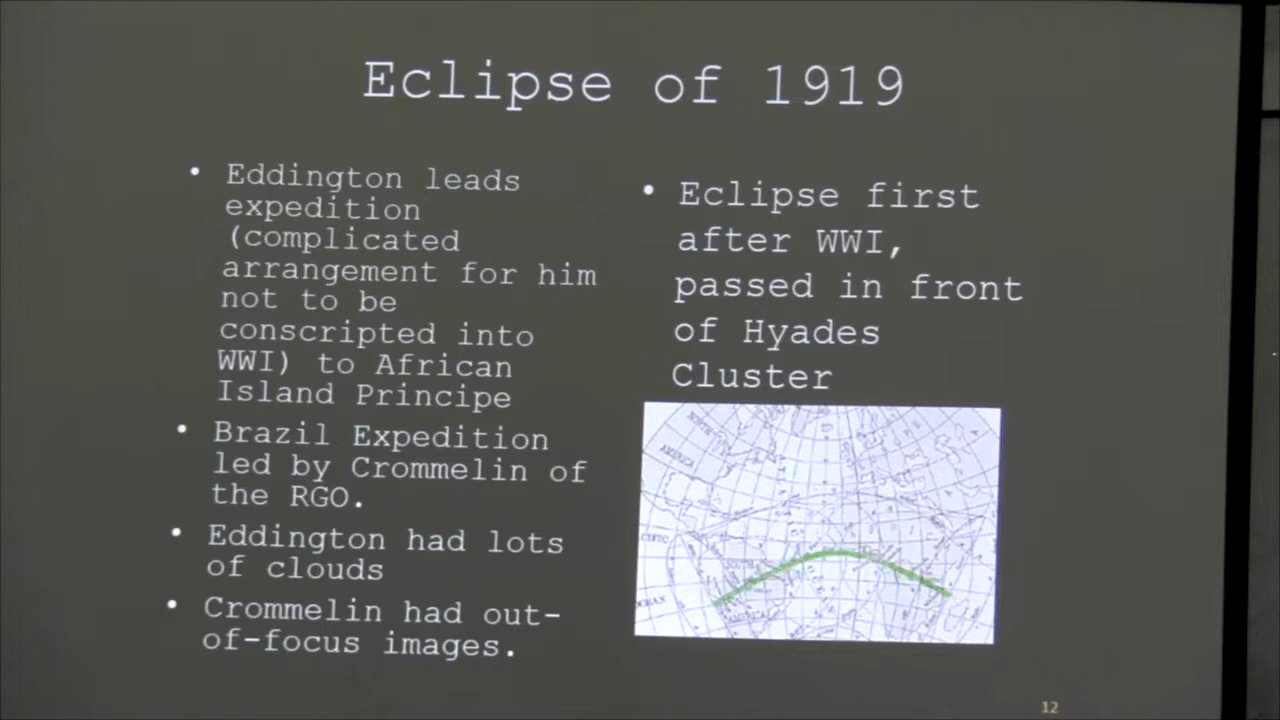 Eclipse of 1919
• Eddington leads
expedition
(complicated
arrangement for him
not to be
conscripted into
WWI) to African
Island Principe
• Brazil Expedition
led by Crommelin of
the RGO.
• Eddington had lots
of clouds
• Crommelin had out-
of-focus images.
• Eclipse first
after WWI,
passed in front
of Hyades
Cluster
AMERICA
12